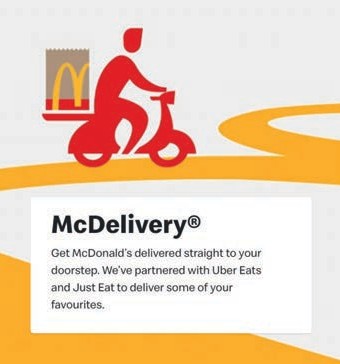 McDelivery®
Get McDonald's delivered straight to your
doorstep. We've partnered with Uber Eats
and Just Eat to deliver some of your
favourites.